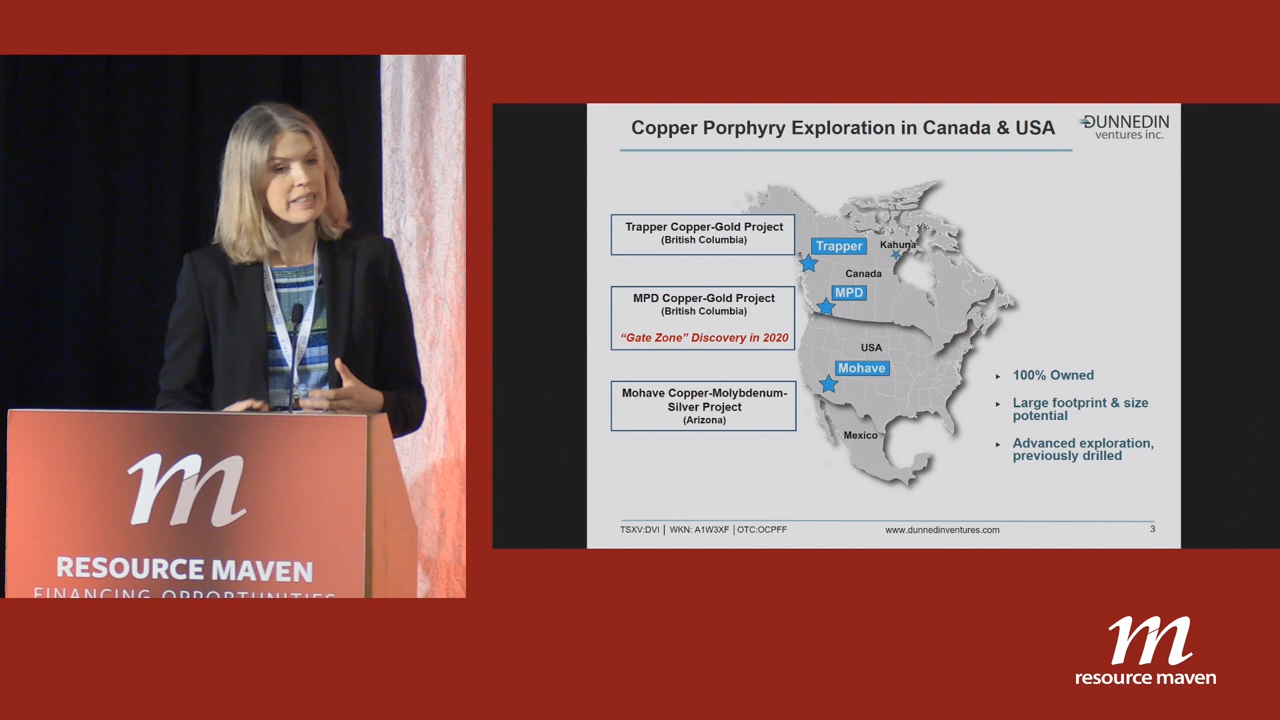 m
RESOURCE MAVEN
FINANCING OPPORTUNITIES
Copper Porphyry Exploration in Canada & USA
DUNNEDIN
ventures inc.
Trapper Copper-Gold Project
(British Columbia)
MPD Copper-Gold Project
(British Columbia)
“Gate Zone” Discovery in 2020
Mohave Copper-Molybdenum-
Silver Project
(Arizona)
Trapper
Kahuna
Canada
MPD
USA
Mohave
Mexico
▸ 100% Owned
▸ Large footprint & size
potential
▸ Advanced exploration,
previously drilled
TSXV:DVI | WKN: A1W3XF | OTC:OCPFF
www.dunnedinventures.com
3
m
resource maven